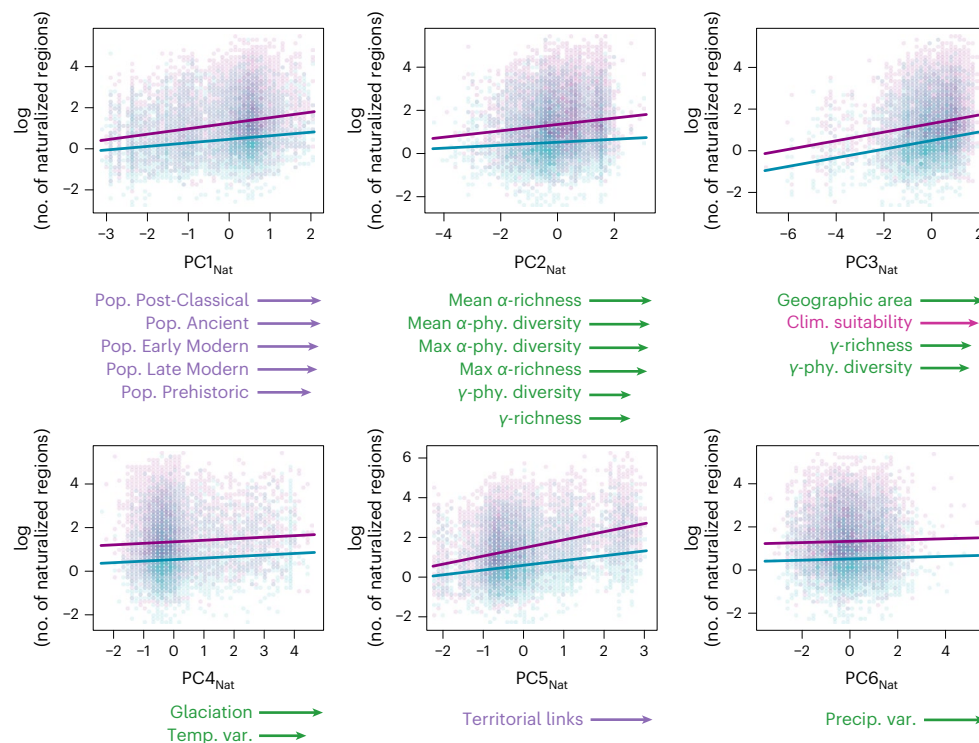 log
(no. of naturalized regions)
4
2
0
−2
−3
−2
−1
0
1
2
PC1Nat
Pop. Post-Classical
Pop. Ancient
Pop. Early Modern
Pop. Late Modern
Pop. Prehistoric
log
(no. of naturalized regions)
4
2
0
−2
−4
−2
0
2
PC2Nat
Mean α-richness
Mean α-phy. diversity
Max α-phy. diversity
Max α-richness
γ-phy. diversity
γ-richness
log
(no. of naturalized regions)
4
2
0
−2
−6
−4
−2
0
2
PC3Nat
Geographic area
Clim. suitability
γ-richness
γ-phy. diversity
log
(no. of naturalized regions)
4
2
0
−2
−2
−1
0
1
2
3
4
PC4Nat
Glaciation
Temp. var.
log
(no. of naturalized regions)
6
4
2
0
−2
−2
−1
0
1
2
3
PC5Nat
Territorial links
log
(no. of naturalized regions)
4
2
0
−2
−2
0
2
4
PC6Nat
Precip. var.